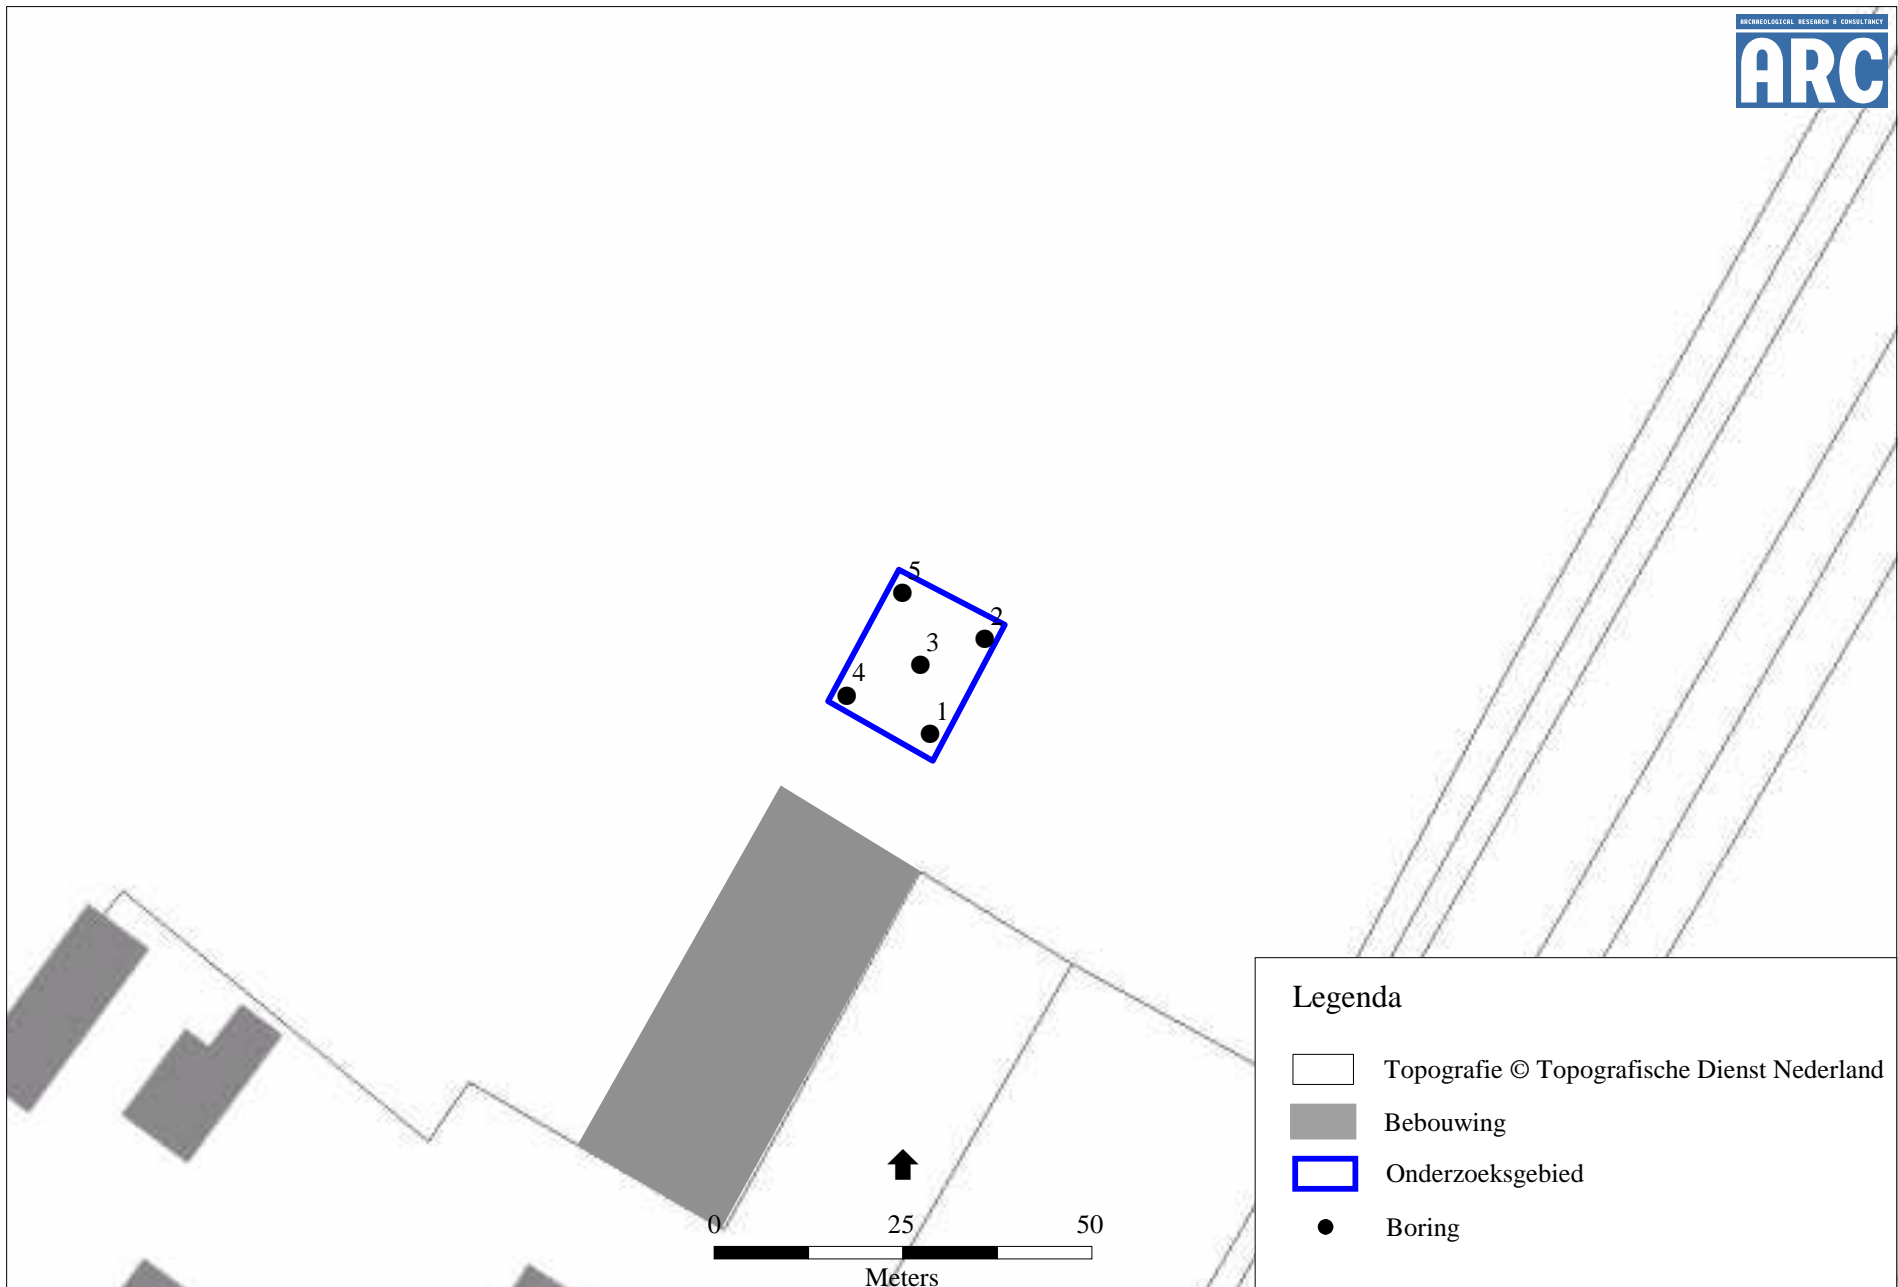 ARCHAEOLOGICAL RESEARCH & CONSULTANCY
ARC
5
2
3
4
1
Legenda
Topografie © Topografische Dienst Nederland
Bebouwing
Onderzoeksgebied
Boring
0 25 50
Meters